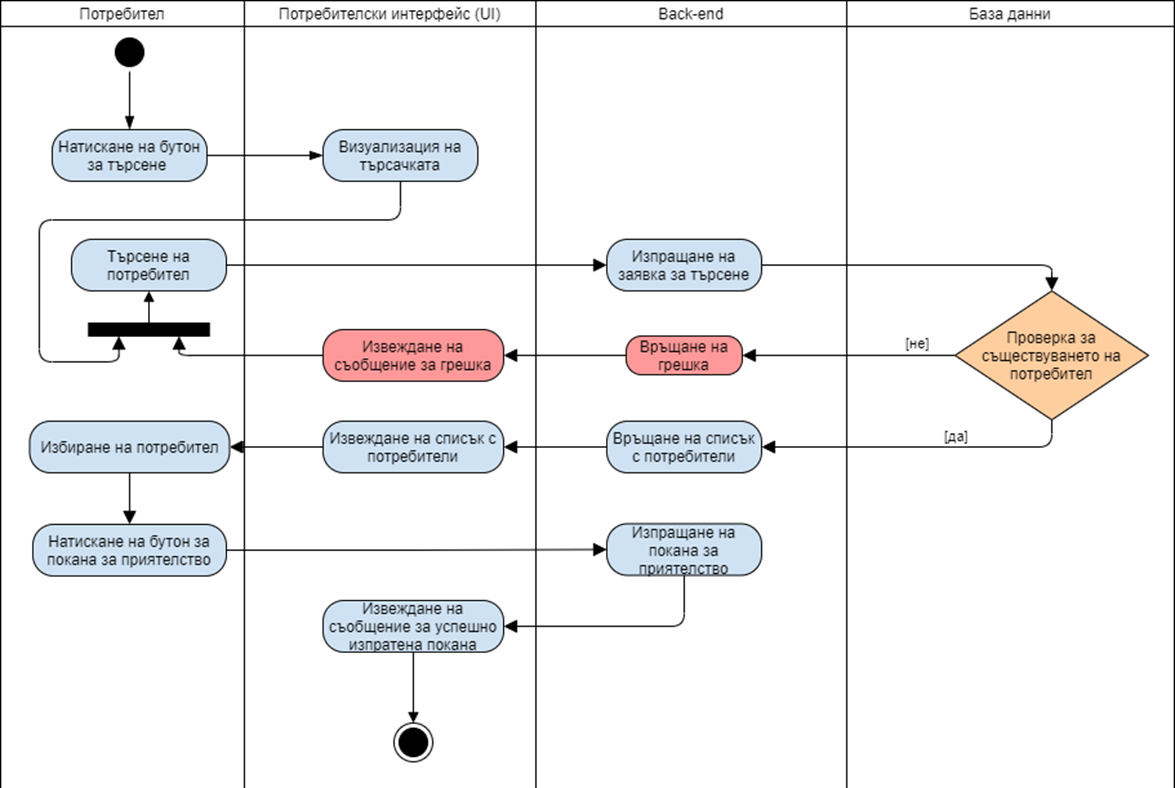 Потребител
Потребителски интерфейс (UI)
Back-end
База данни
Натискане на бутон
за търсене
Визуализация на
търсачката
Търсене на
потребител
Изпращане на
заявка за търсене
Проверка за
съществуването на
потребител
[не]
Връщане на
грешка
Извеждане на
съобщение за грешка
[да]
Връщане на списък
с потребители
Извеждане на списък с
потребители
Избиране на потребител
Натискане на бутон за
покана за приятелство
Изпращане на
покана за
приятелство
Извеждане на
съобщение за успешно
изпратена покана